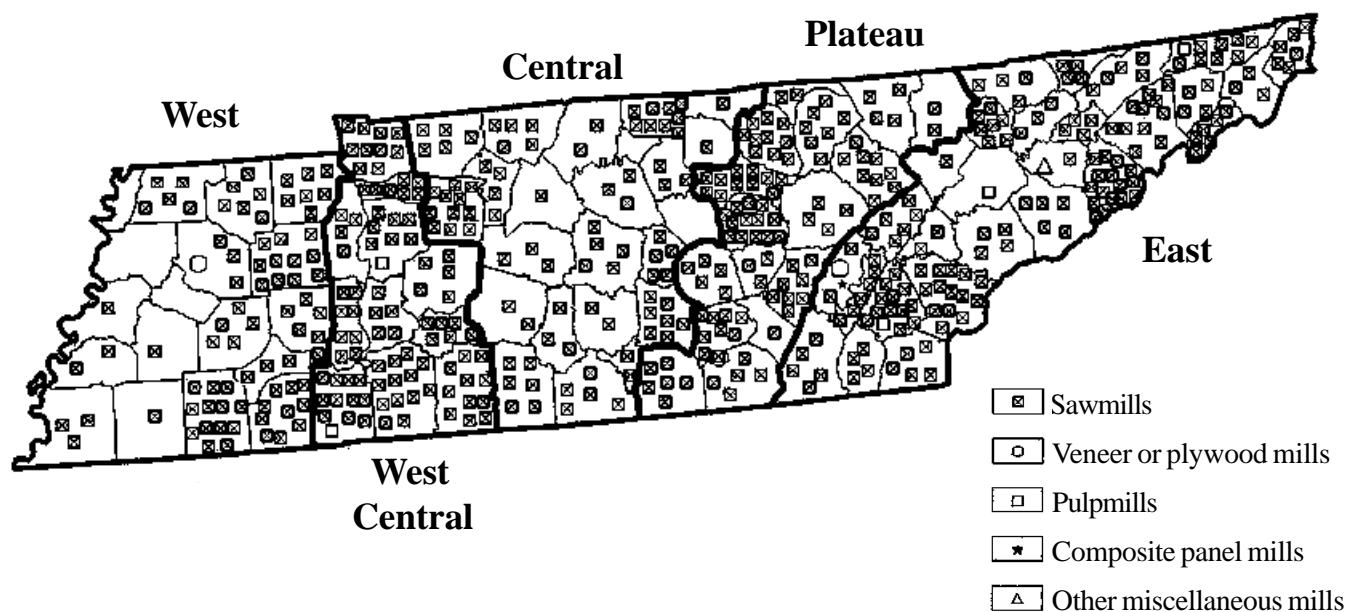 Plateau
Central
West
East
West
Central
Sawmills
Veneer or plywood mills
Pulpmills
Composite panel mills
Other miscellaneous mills